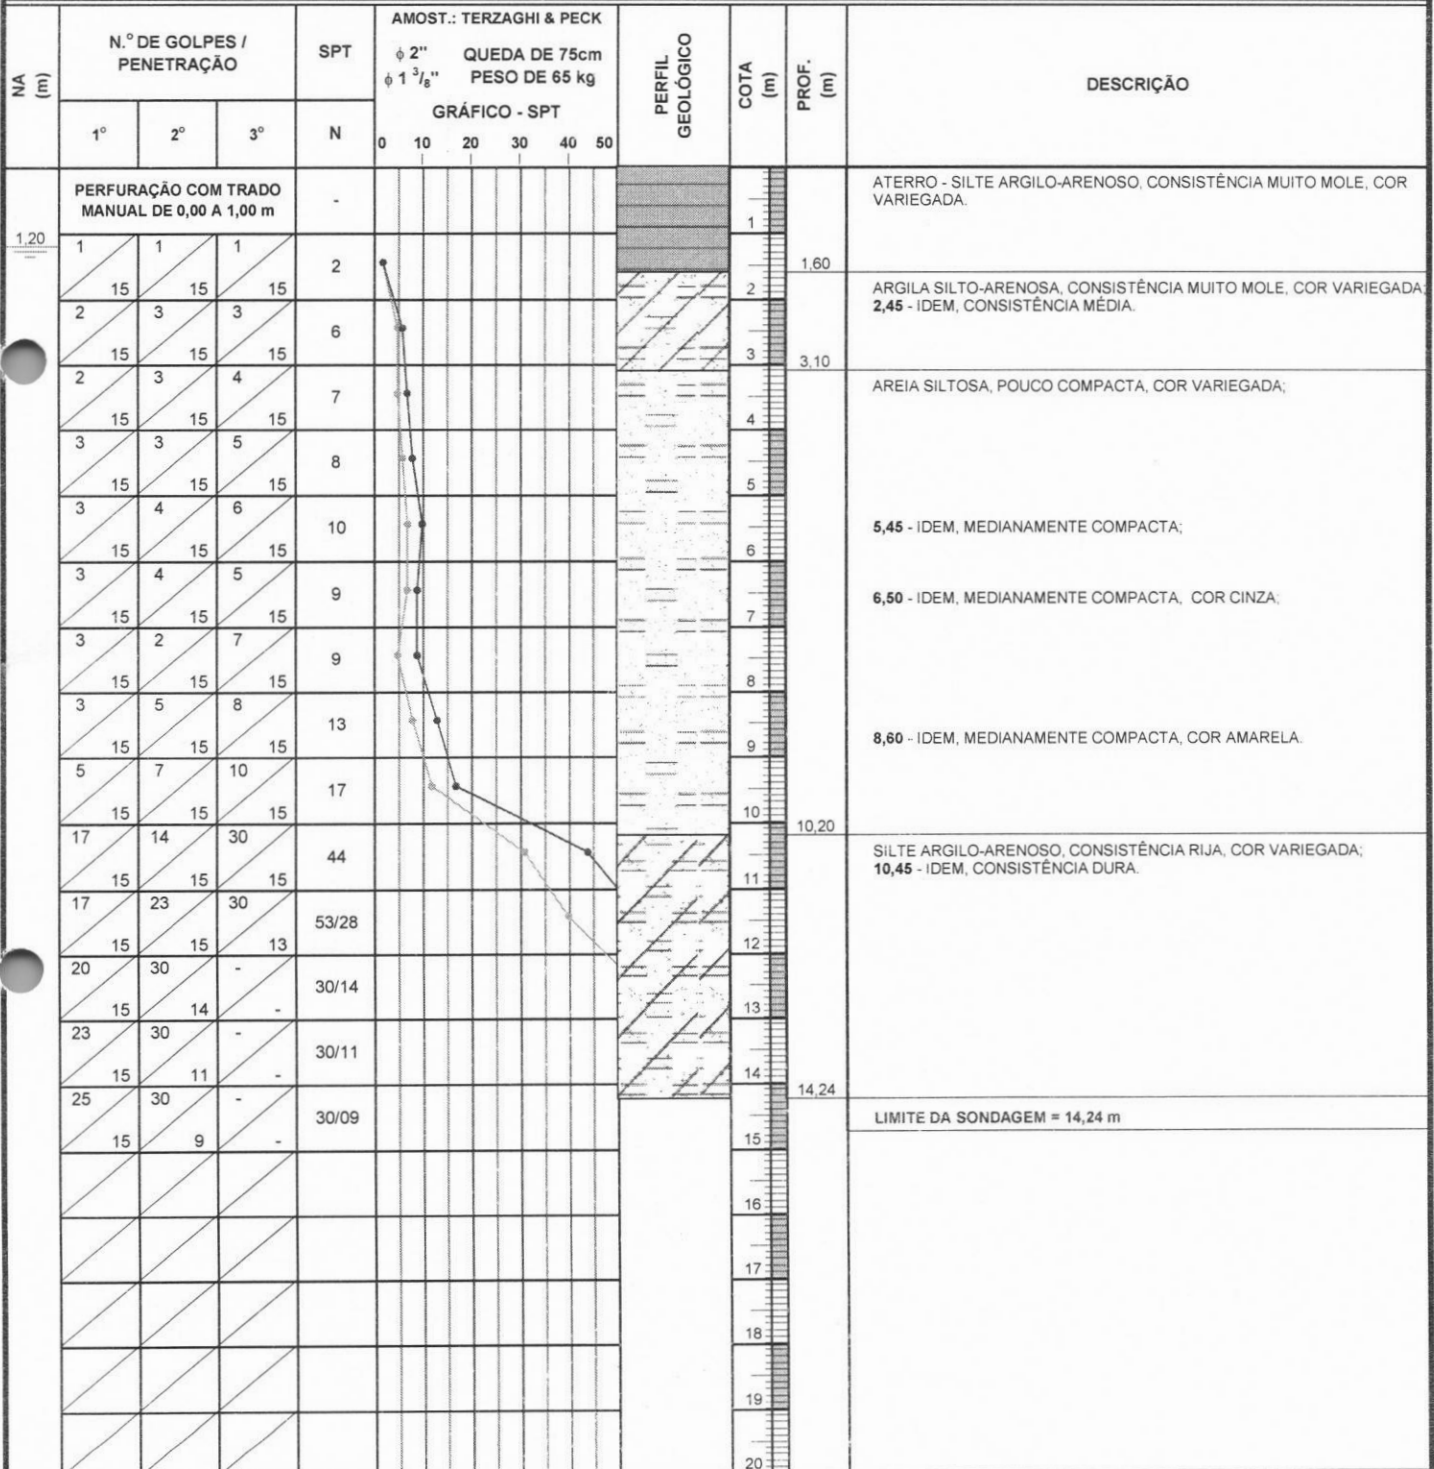 NA (m)
N.º DE GOLPES / PENETRAÇÃO
1º 2º 3º
SPT
N
AMOST.: TERZAGHI & PECK
ϕ 2" QUEDA DE 75cm
ϕ 1 3/8" PESO DE 65 kg
GRÁFICO - SPT
0 10 20 30 40 50
PERFIL GEOLÓGICO
COTA (m)
PROF. (m)
DESCRIÇÃO
PERFURAÇÃO COM TRADO
MANUAL DE 0,00 A 1,00 m
-
1
ATERRO - SILTE ARGILO-ARENOSO, CONSISTÊNCIA MUITO MOLE, COR
VARIEGADA.
1,20
1 15 1 15 1 15 2
2
1,60
ARGILA SILTO-ARENOSA, CONSISTÊNCIA MUITO MOLE, COR VARIEGADA;
2,45 - IDEM, CONSISTÊNCIA MÉDIA.
2 15 3 15 3 15 6
3
3,10
AREIA SILTOSA, POUCO COMPACTA, COR VARIEGADA;
2 15 3 15 4 15 7
4
3 15 3 15 5 15 8
5
3 15 4 15 6 15 10
6
5,45 - IDEM, MEDIANAMENTE COMPACTA;
3 15 4 15 5 15 9
7
6,50 - IDEM, MEDIANAMENTE COMPACTA, COR CINZA;
3 15 2 15 7 15 9
8
3 15 5 15 8 15 13
9
8,60 - IDEM, MEDIANAMENTE COMPACTA, COR AMARELA.
5 15 7 15 10 15 17
10
10,20
17 15 14 15 30 15 44
11
SILTE ARGILO-ARENOSO, CONSISTÊNCIA RIJA, COR VARIEGADA;
10,45 - IDEM, CONSISTÊNCIA DURA.
17 15 23 15 30 13 53/28
12
20 15 30 14 - - 30/14
13
23 15 30 11 - - 30/11
14
14,24
25 15 30 9 - - 30/09
15
LIMITE DA SONDAGEM = 14,24 m
16
17
18
19
20